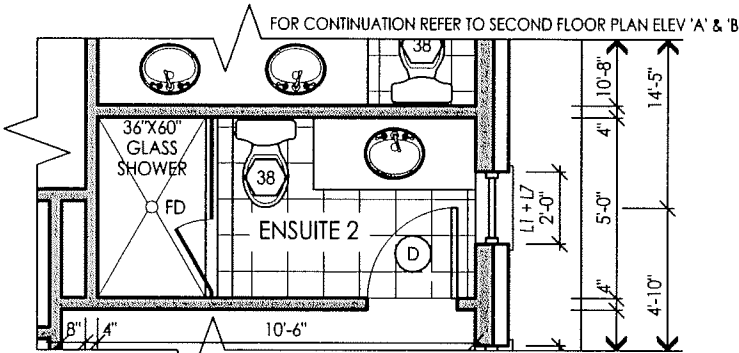 FOR CONTINUATION REFER TO SECOND FLOOR PLAN ELEV 'A' & 'B
38
10'-8"
14'-5"
36"X60"
GLASS
SHOWER
4"
38
FD
L1 + L7
2'-0"
5'-0"
ENSUITE 2
D
4"
4'-10"
8"
4"
10'-6"